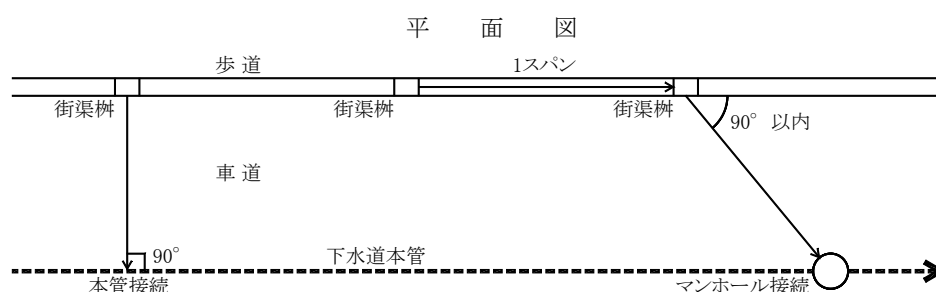 平 面 図
歩 道
1スパン
街渠桝
街渠桝
街渠桝
90° 以内
車 道
90°
下水道本管
本管接続
マンホール接続